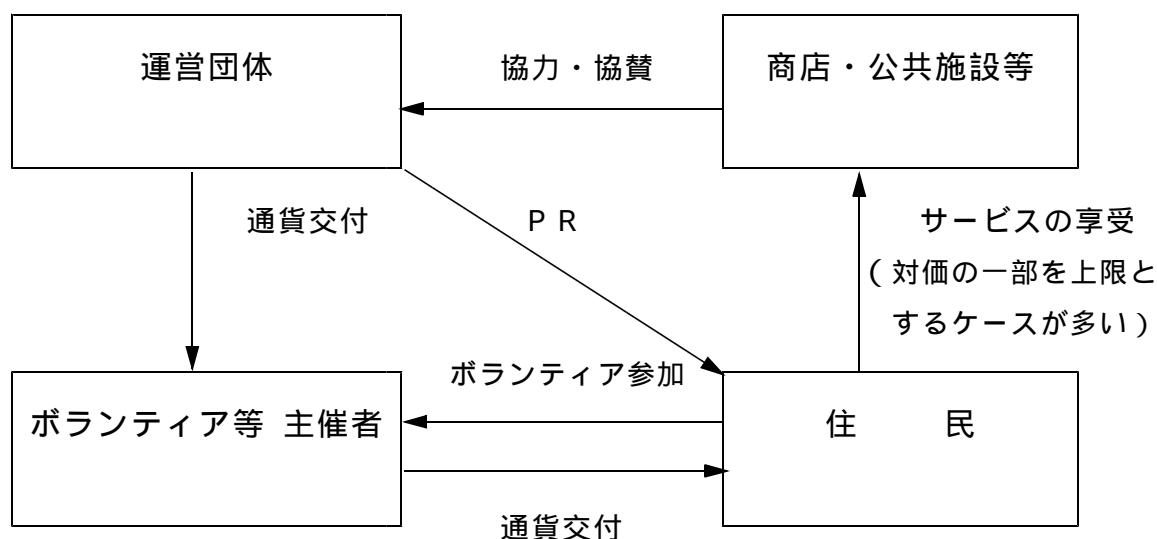 運営団体
協力・協賛
商店・公共施設等
通貨交付
ＰＲ
サービスの享受
（対価の一部を上限と
するケースが多い）
ボランティア参加
ボランティア等 主催者
住　　民
通貨交付